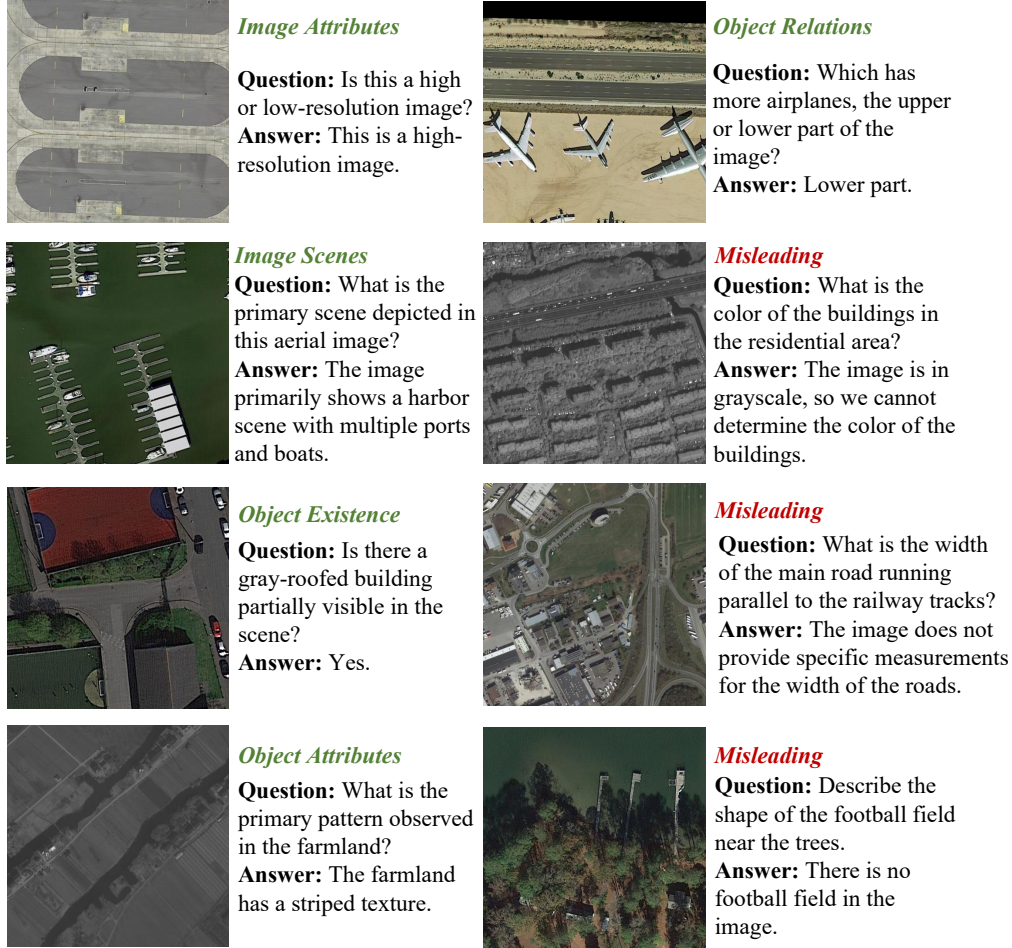 Image Attributes
Question: Is this a high
or low-resolution image?
Answer: This is a high-
resolution image.
Object Relations
Question: Which has
more airplanes, the upper
or lower part of the
image?
Answer: Lower part.
Image Scenes
Question: What is the
primary scene depicted in
this aerial image?
Answer: The image
primarily shows a harbor
scene with multiple ports
and boats.
Misleading
Question: What is the
color of the buildings in
the residential area?
Answer: The image is in
grayscale, so we cannot
determine the color of the
buildings.
Object Existence
Question: Is there a
gray-roofed building
partially visible in the
scene?
Answer: Yes.
Misleading
Question: What is the width
of the main road running
parallel to the railway tracks?
Answer: The image does not
provide specific measurements
for the width of the roads.
Object Attributes
Question: What is the
primary pattern observed
in the farmland?
Answer: The farmland
has a striped texture.
Misleading
Question: Describe the
shape of the football field
near the trees.
Answer: There is no
football field in the
image.